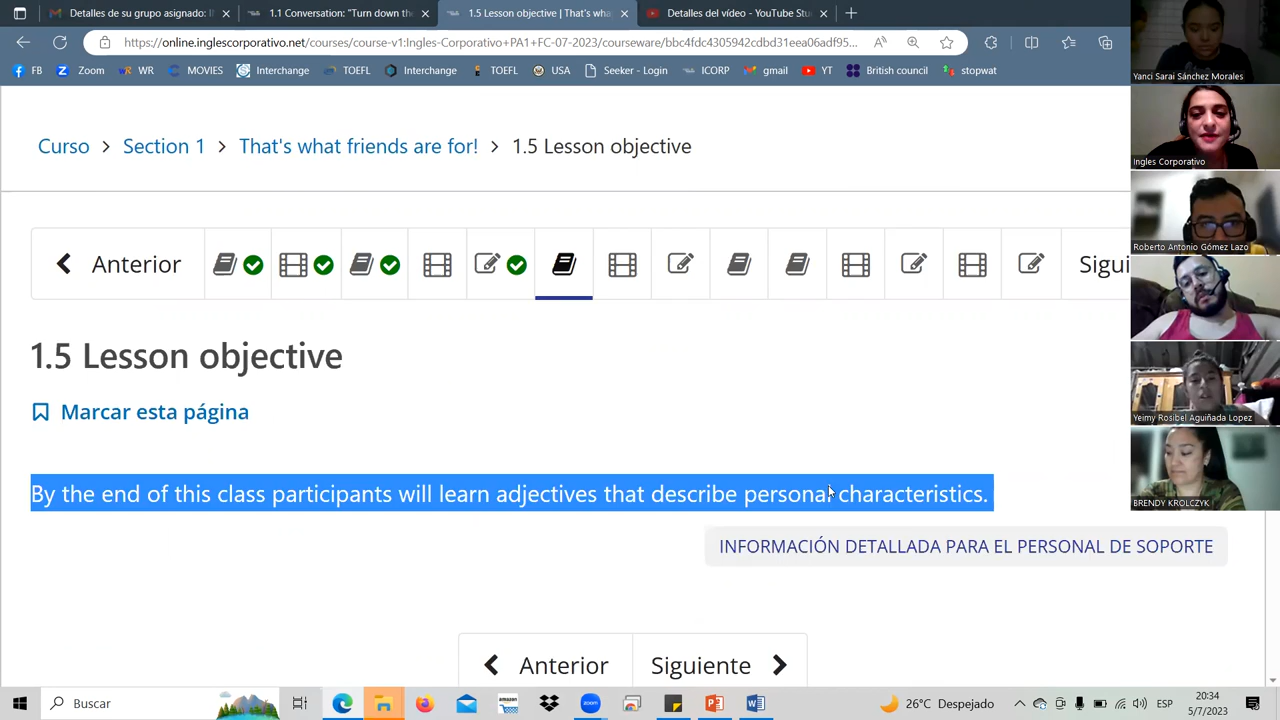 Detalles de su grupo asignado: I
1.1 Conversation: "Turn down the
1.5 Lesson objective | That's wha
Detalles del vídeo - YouTube Stu
https://online.inglescorporativo.net/courses/course-v1:Ingles-Corporativo+PA1+FC-07-2023/courseware/bbc4fdc4305942cdbd31eea06adf95...
FB
Zoom
WR
MOVIES
Interchange
TOEFL
Interchange
TOEFL
USA
Seeker - Login
ICORP
gmail
YT
British council
stopwat
Yanci Sarai Sánchez Morales
Ingles Corporativo
Roberto Antonio Gómez Lazo
Yeimy Rosibel Aguiñada Lopez
BRENDY KROLCZYK
Curso > Section 1 > That's what friends are for! > 1.5 Lesson objective
Anterior
Sigui
1.5 Lesson objective
Marcar esta página
By the end of this class participants will learn adjectives that describe personal characteristics.
INFORMACIÓN DETALLADA PARA EL PERSONAL DE SOPORTE
Anterior
Siguiente
Buscar
26°C Despejado
ESP
20:34
5/7/2023